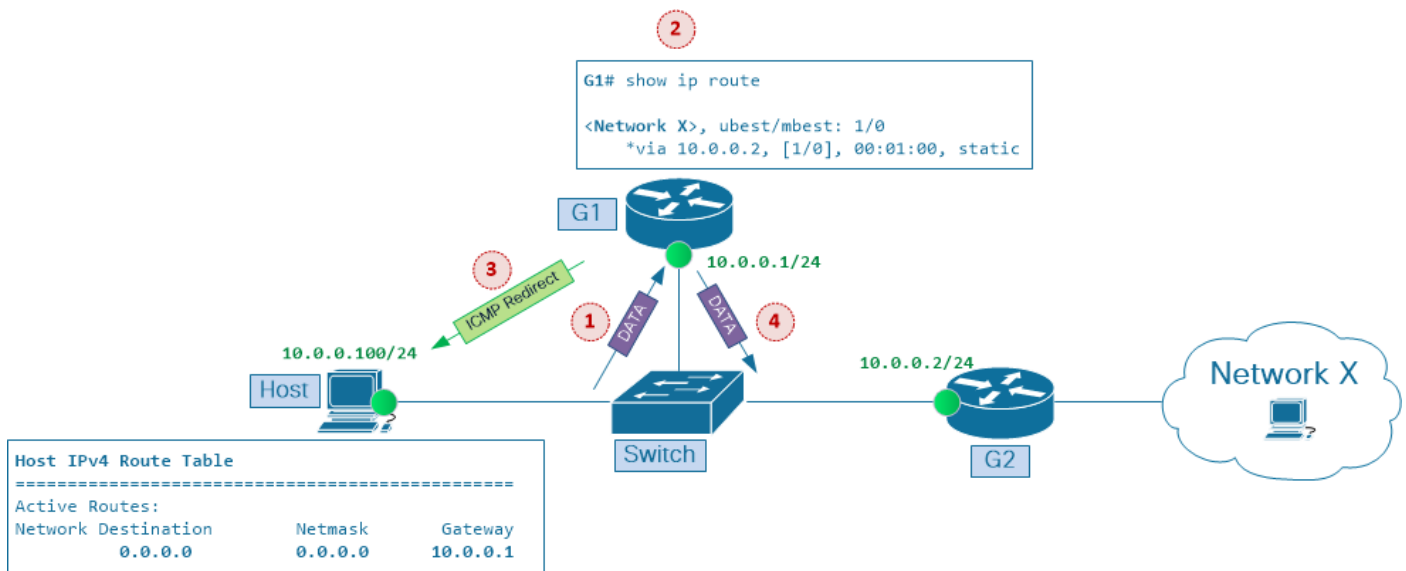 2
G1# show ip route
<Network X>, ubest/mbest: 1/0
*via 10.0.0.2, [1/0], 00:01:00, static
G1
10.0.0.1/24
3
ICMP Redirect
1
DATA
DATA
4
10.0.0.100/24
Host
?
Switch
10.0.0.2/24
G2
Network X
?
Host IPv4 Route Table
================================================
Active Routes:
Network Destination Netmask Gateway
0.0.0.0 0.0.0.0 10.0.0.1